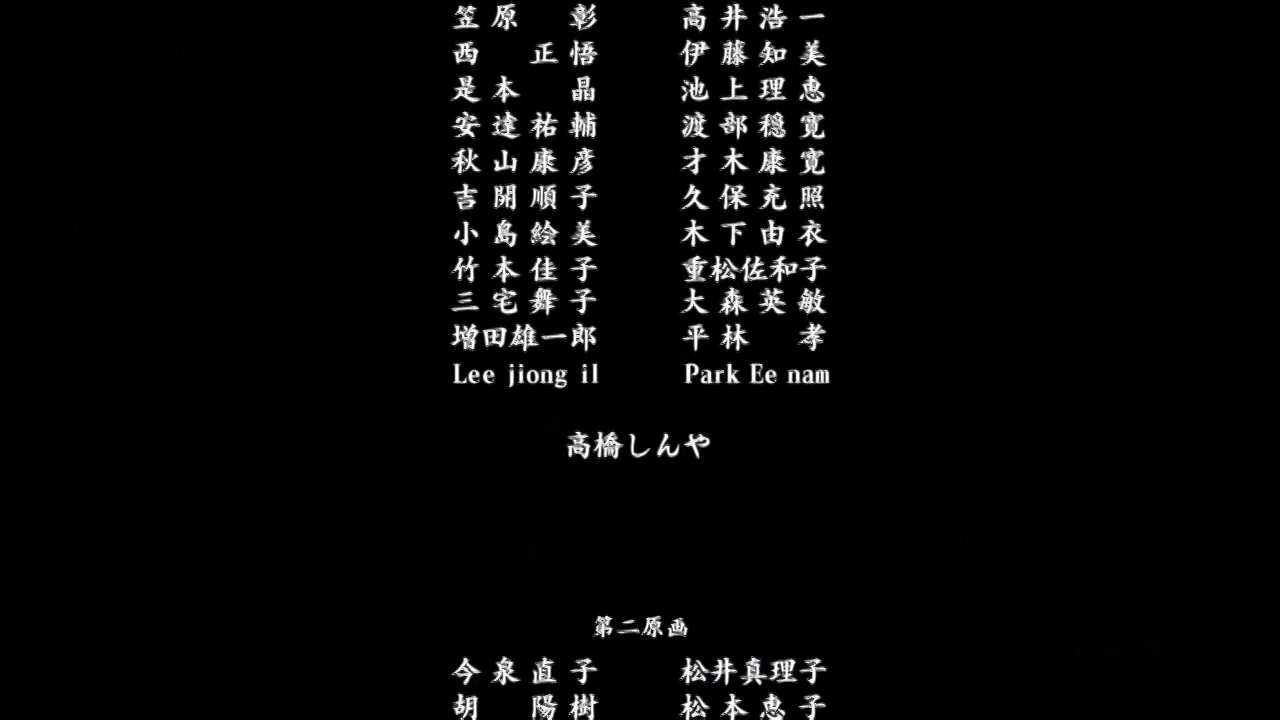 笠原 彰 高井浩一
西 正悟 伊藤知美
是本 晶 池上理恵
安達祐輔 渡部穏寛
秋山康彦 才木康寛
吉開順子 久保充照
小島絵美 木下由衣
竹本佳子 重松佐和子
三宅舞子 大森英敏
増田雄一郎 平林 孝
Lee jiong il Park Ee nam
高橋しんや
第二原画
今泉直子 松井真理子
胡 陽樹 松本恵子